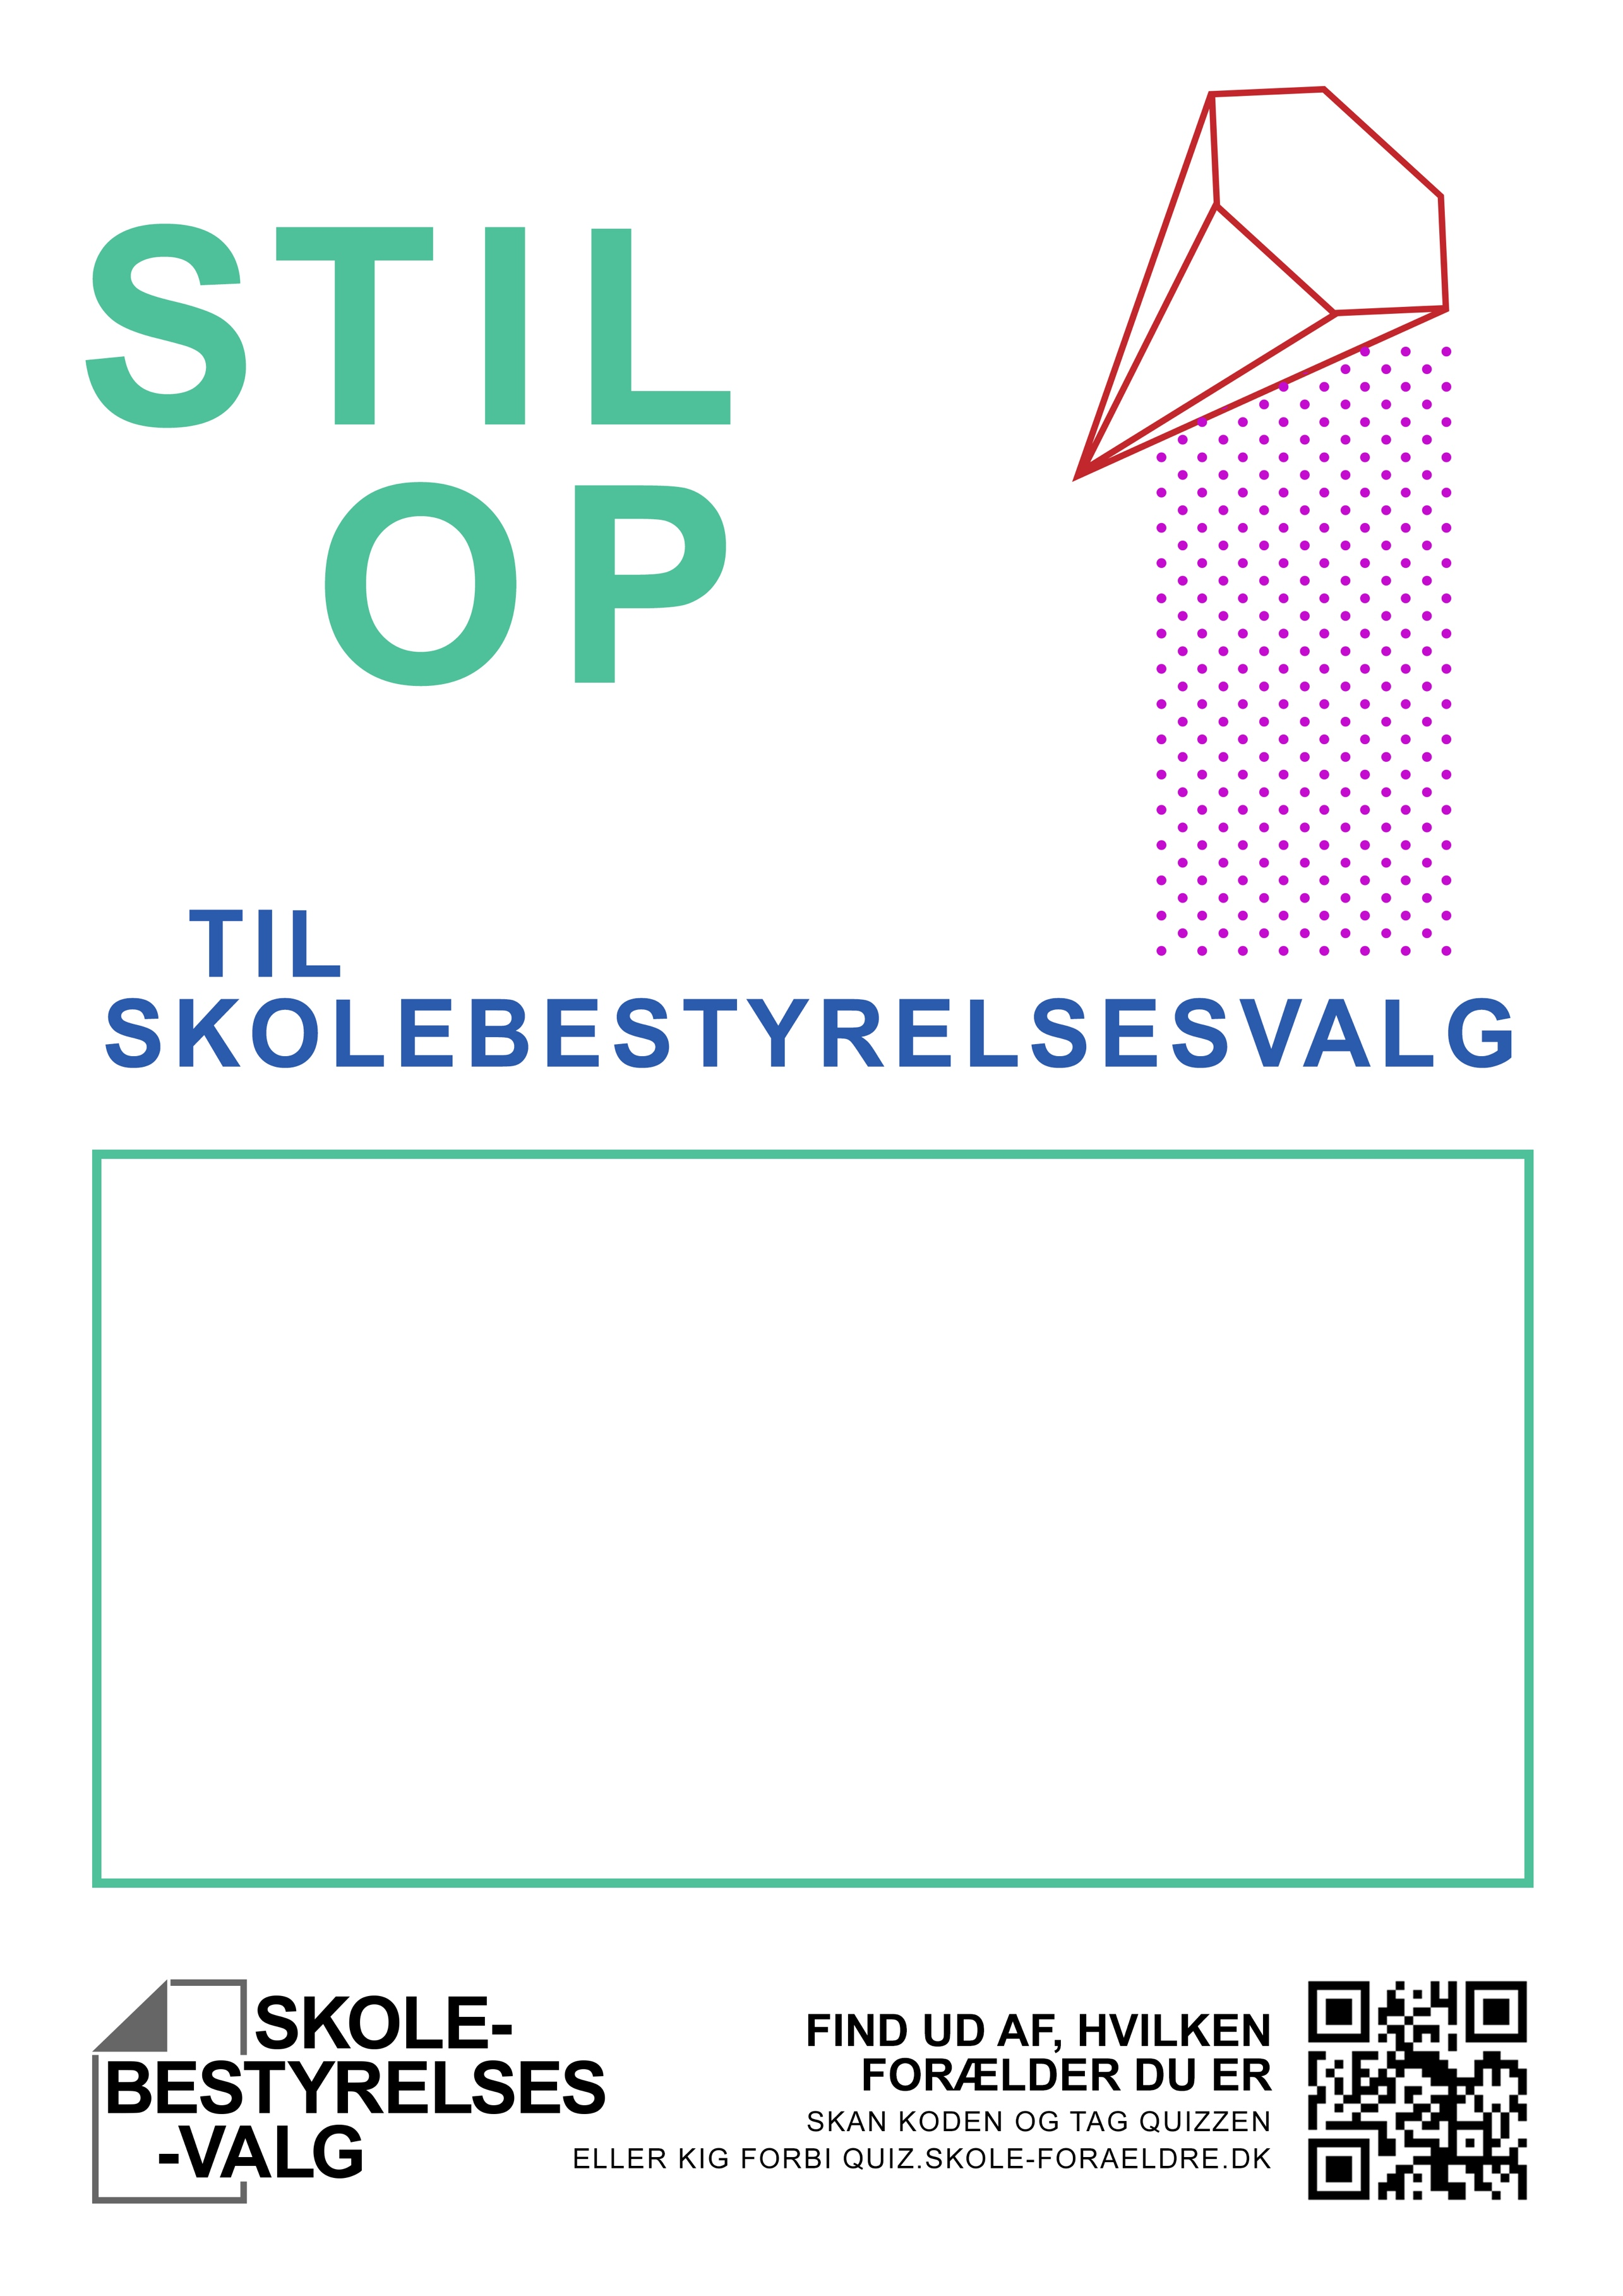 STIL
OP
TIL
SKOLEBESTYRELSESVALG
SKOLE-
BESTYRELSES
-VALG
FIND UD AF, HVILKEN
FORÆLDER DU ER
SKAN KODEN OG TAG QUIZZEN
ELLER KIG FORBI QUIZ.SKOLE-FORAELDRE.DK